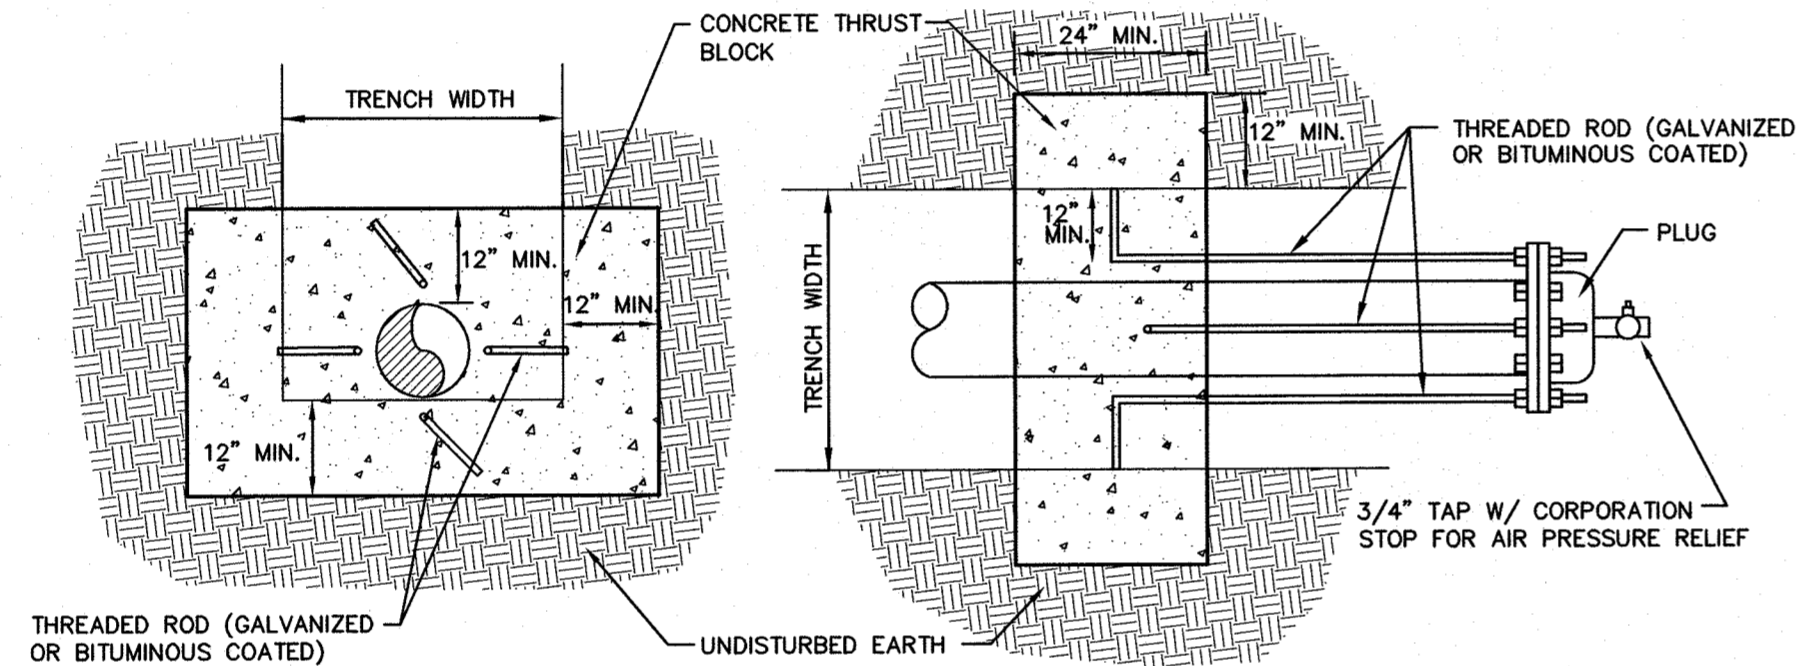 CONCRETE THRUST
BLOCK
24" MIN.
TRENCH WIDTH
12" MIN.
THREADED ROD (GALVANIZED
OR BITUMINOUS COATED)
12"
MIN.
PLUG
12" MIN.
12" MIN.
TRENCH WIDTH
12" MIN.
3/4" TAP W/ CORPORATION
STOP FOR AIR PRESSURE RELIEF
THREADED ROD (GALVANIZED
OR BITUMINOUS COATED)
UNDISTURBED EARTH